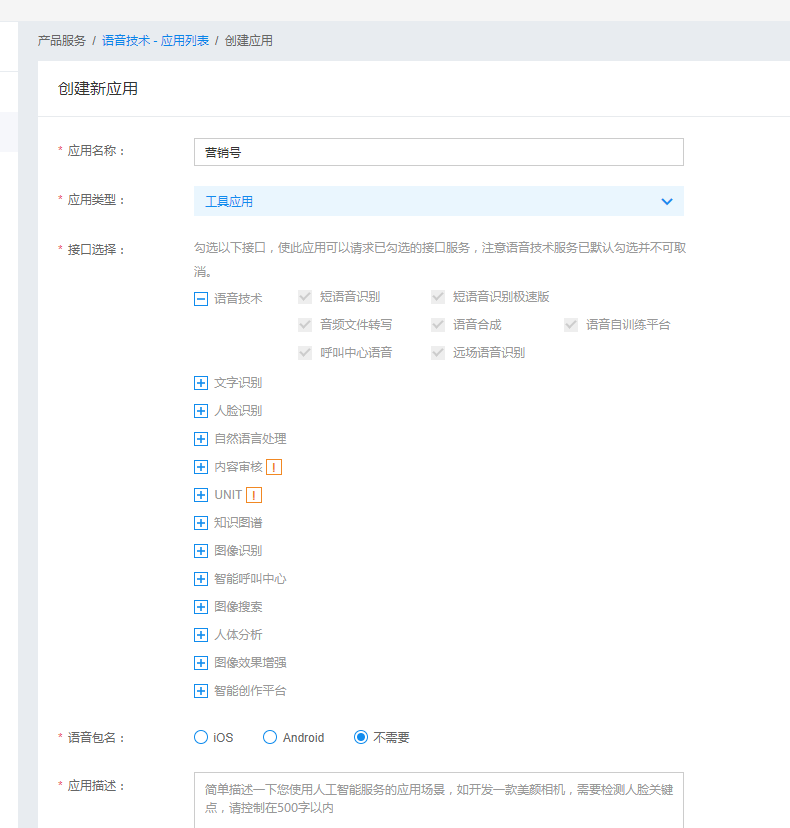 产品服务 / 语音技术 - 应用列表 / 创建应用
创建新应用
* 应用名称：
营销号
* 应用类型：
工具应用
* 接口选择：
勾选以下接口，使此应用可以请求已勾选的接口服务，注意语音技术服务已默认勾选并不可取
消。
语音技术 短语音识别 短语音识别极速版
音频文件转写 语音合成 语音自训练平台
呼叫中心语音 远场语音识别
文字识别
人脸识别
自然语言处理
内容审核 !
UNIT !
知识图谱
图像识别
智能呼叫中心
图像搜索
人体分析
图像效果增强
智能创作平台
* 语音包名： iOS Android 不需要
* 应用描述：
简单描述一下您使用人工智能服务的应用场景，如开发一款美颜相机，需要检测人脸关键
点，请控制在500字以内